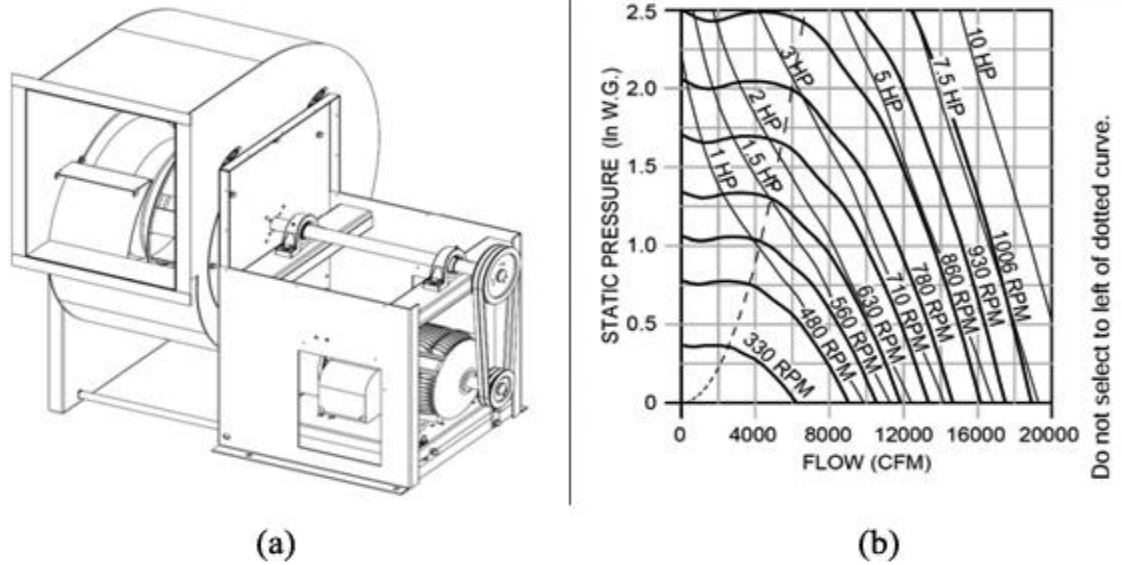 2.5
2.0
1.5
1.0
0.5
0
STATIC PRESSURE (In W.G.)
1 HP
1.5 HP
2 HP
3 HP
5 HP
7.5 HP
10 HP
330 RPM
480 RPM
560 RPM
630 RPM
710 RPM
780 RPM
860 RPM
930 RPM
1006 RPM
0 4000 8000 12000 16000 20000
FLOW (CFM)
Do not select to left of dotted curve.
(a) (b)